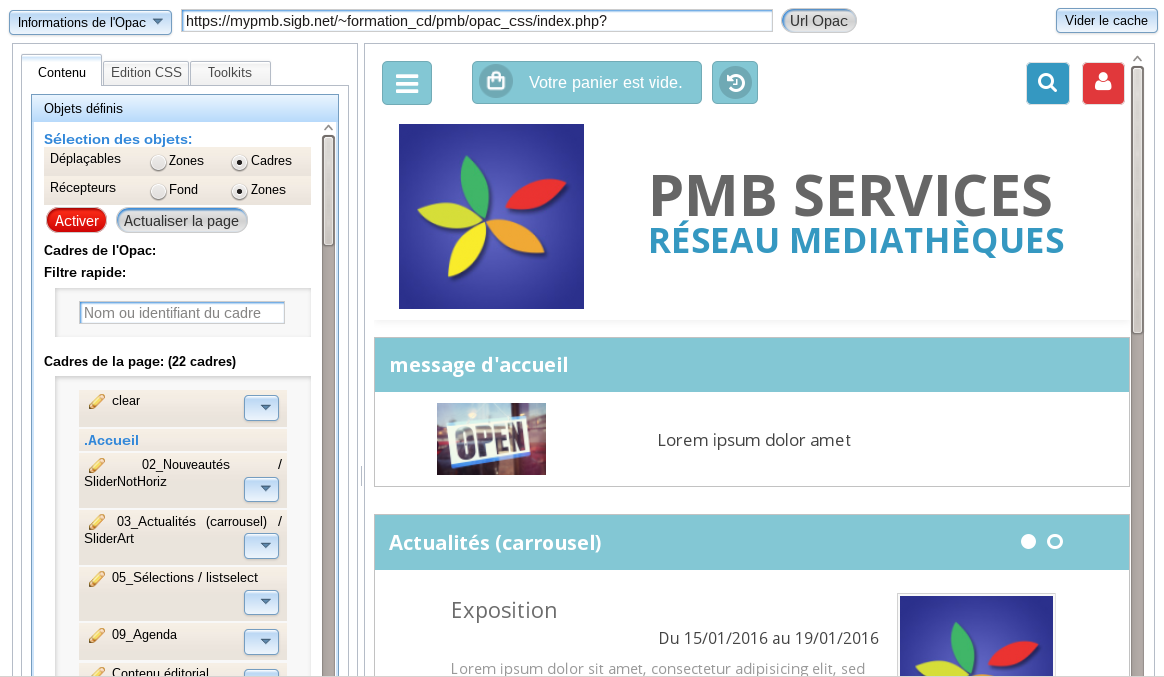 Informations de l'Opac
https://mypmb.sigb.net/~formation_cd/pmb/opac_css/index.php?
Url Opac
Vider le cache
Contenu
Edition CSS
Toolkits
Objets définis
Sélection des objets:
Déplaçables Zones Cadres
Récepteurs Fond Zones
Activer Actualiser la page
Cadres de l'Opac:
Filtre rapide:
Nom ou identifiant du cadre
Cadres de la page: (22 cadres)
clear
.Accueil
02_Nouveautés /
SliderNotHoriz
03_Actualités (carrousel) /
SliderArt
05_Sélections / listselect
09_Agenda
Contenu éditorial
Votre panier est vide.
PMB SERVICES
RÉSEAU MEDIATHÈQUES
message d'accueil
OPEN
Lorem ipsum dolor amet
Actualités (carrousel)
Exposition
Du 15/01/2016 au 19/01/2016
Lorem ipsum dolor sit amet, consectetur adipisicing elit, sed